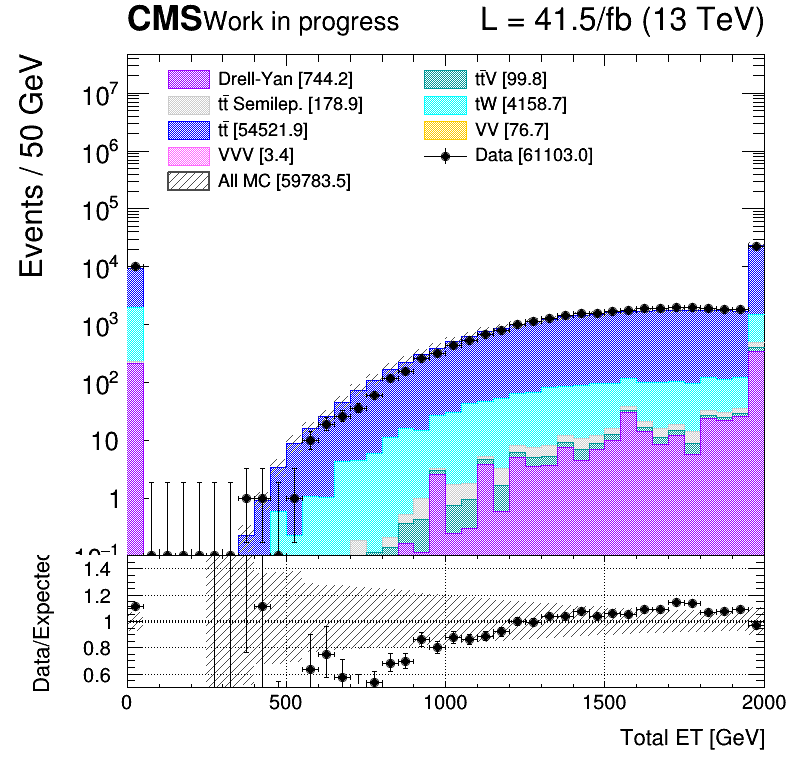 CMS Work in progress L = 41.5/fb (13 TeV)
Events / 50 GeV
Drell-Yan [744.2] tt̄V [99.8]
tt̄ Semilep. [178.9] tW [4158.7]
tt̄ [54521.9] VV [76.7]
VVV [3.4] Data [61103.0]
All MC [59783.5]
10⁷
10⁶
10⁵
10⁴
10³
10²
10
1
10⁻¹
Data/Expected
1.4
1.2
1
0.8
0.6
0 500 1000 1500 2000
Total ET [GeV]